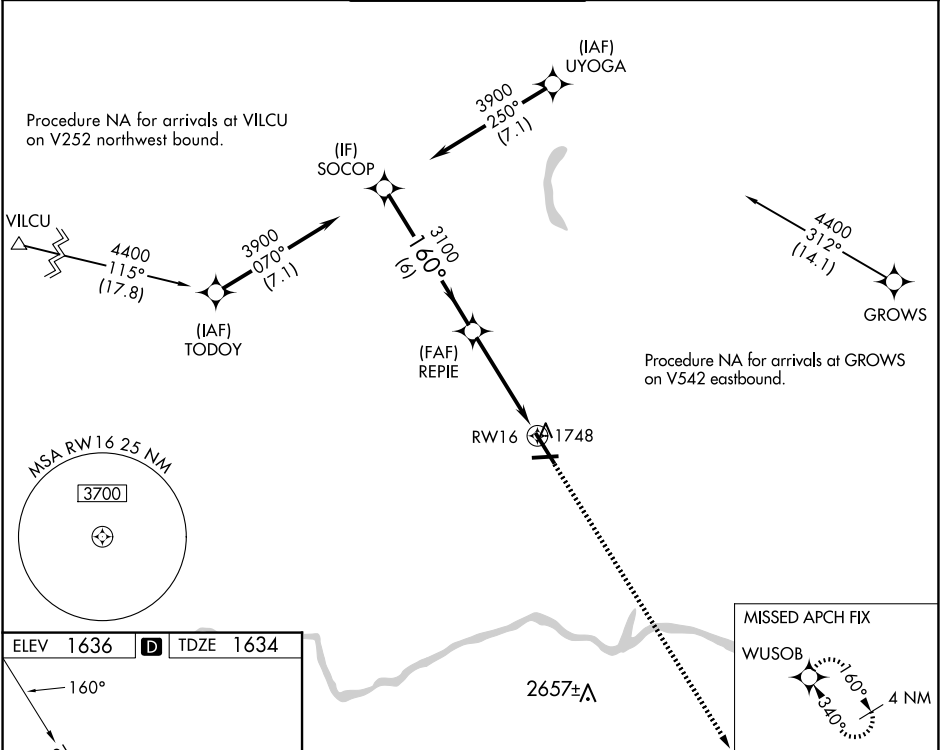 (IAF)
UYOGA
3900
250°
(7.1)
Procedure NA for arrivals at VILCU
on V252 northwest bound.
(IF)
SOCOP
VILCU
4400
115°
(17.8)
3900
070°
(7.1)
(IAF)
TODOY
3100
160°
(6)
(FAF)
REPIE
4400
312°
(14.1)
GROWS
Procedure NA for arrivals at GROWS
on V542 eastbound.
RW16
1748
MSA RW16 25 NM
3700
ELEV 1636 D TDZE 1634
160°
2657±
MISSED APCH FIX
WUSOB
160°
340°
4 NM